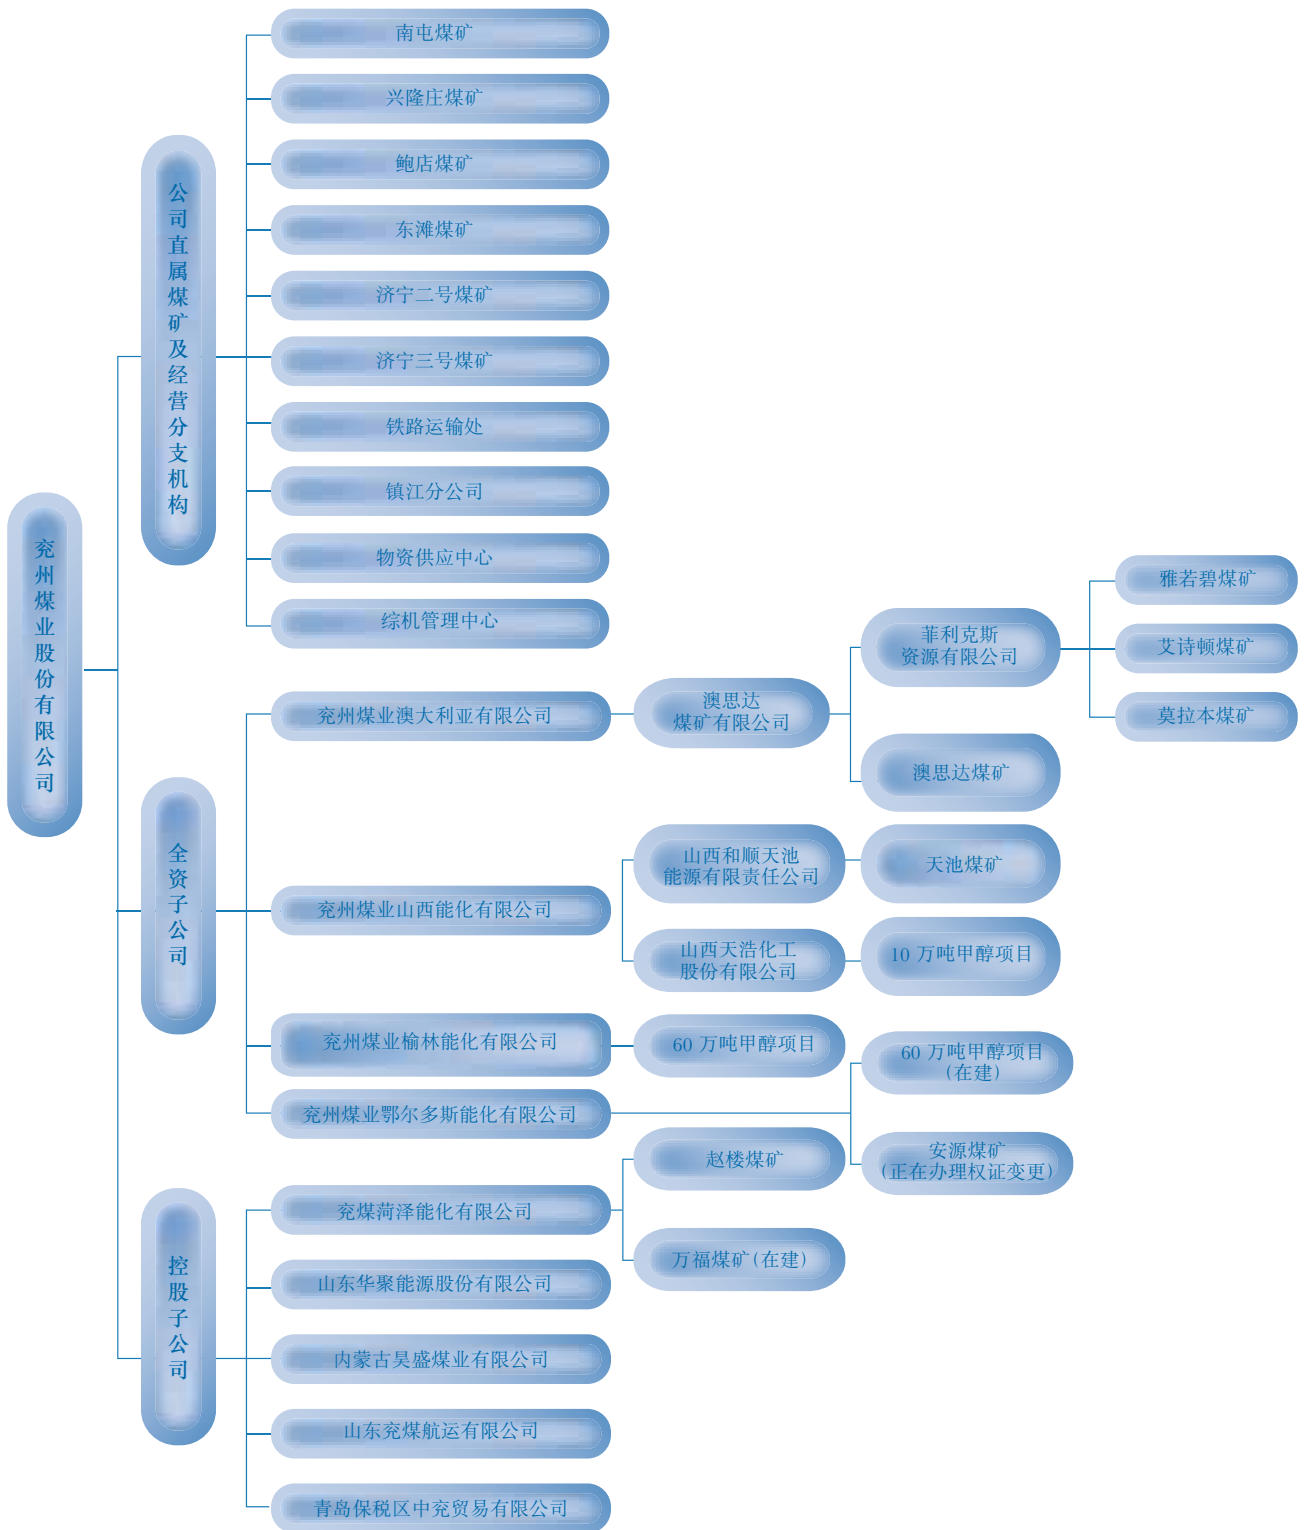 兖州煤业股份有限公司
公司直属煤矿及经营分支机构
南屯煤矿
兴隆庄煤矿
鲍店煤矿
东滩煤矿
济宁二号煤矿
济宁三号煤矿
铁路运输处
镇江分公司
物资供应中心
综机管理中心
全资子公司
兖州煤业澳大利亚有限公司
澳思达
煤矿有限公司
菲利克斯
资源有限公司
雅若碧煤矿
艾诗顿煤矿
莫拉本煤矿
澳思达煤矿
兖州煤业山西能化有限公司
山西和顺天池
能源有限责任公司
天池煤矿
山西天浩化工
股份有限公司
10 万吨甲醇项目
兖州煤业榆林能化有限公司
60 万吨甲醇项目
兖州煤业鄂尔多斯能化有限公司
60 万吨甲醇项目
(在建)
安源煤矿
(正在办理权证变更)
控股子公司
兖煤菏泽能化有限公司
赵楼煤矿
万福煤矿(在建)
山东华聚能源股份有限公司
内蒙古昊盛煤业有限公司
山东兖煤航运有限公司
青岛保税区中兖贸易有限公司